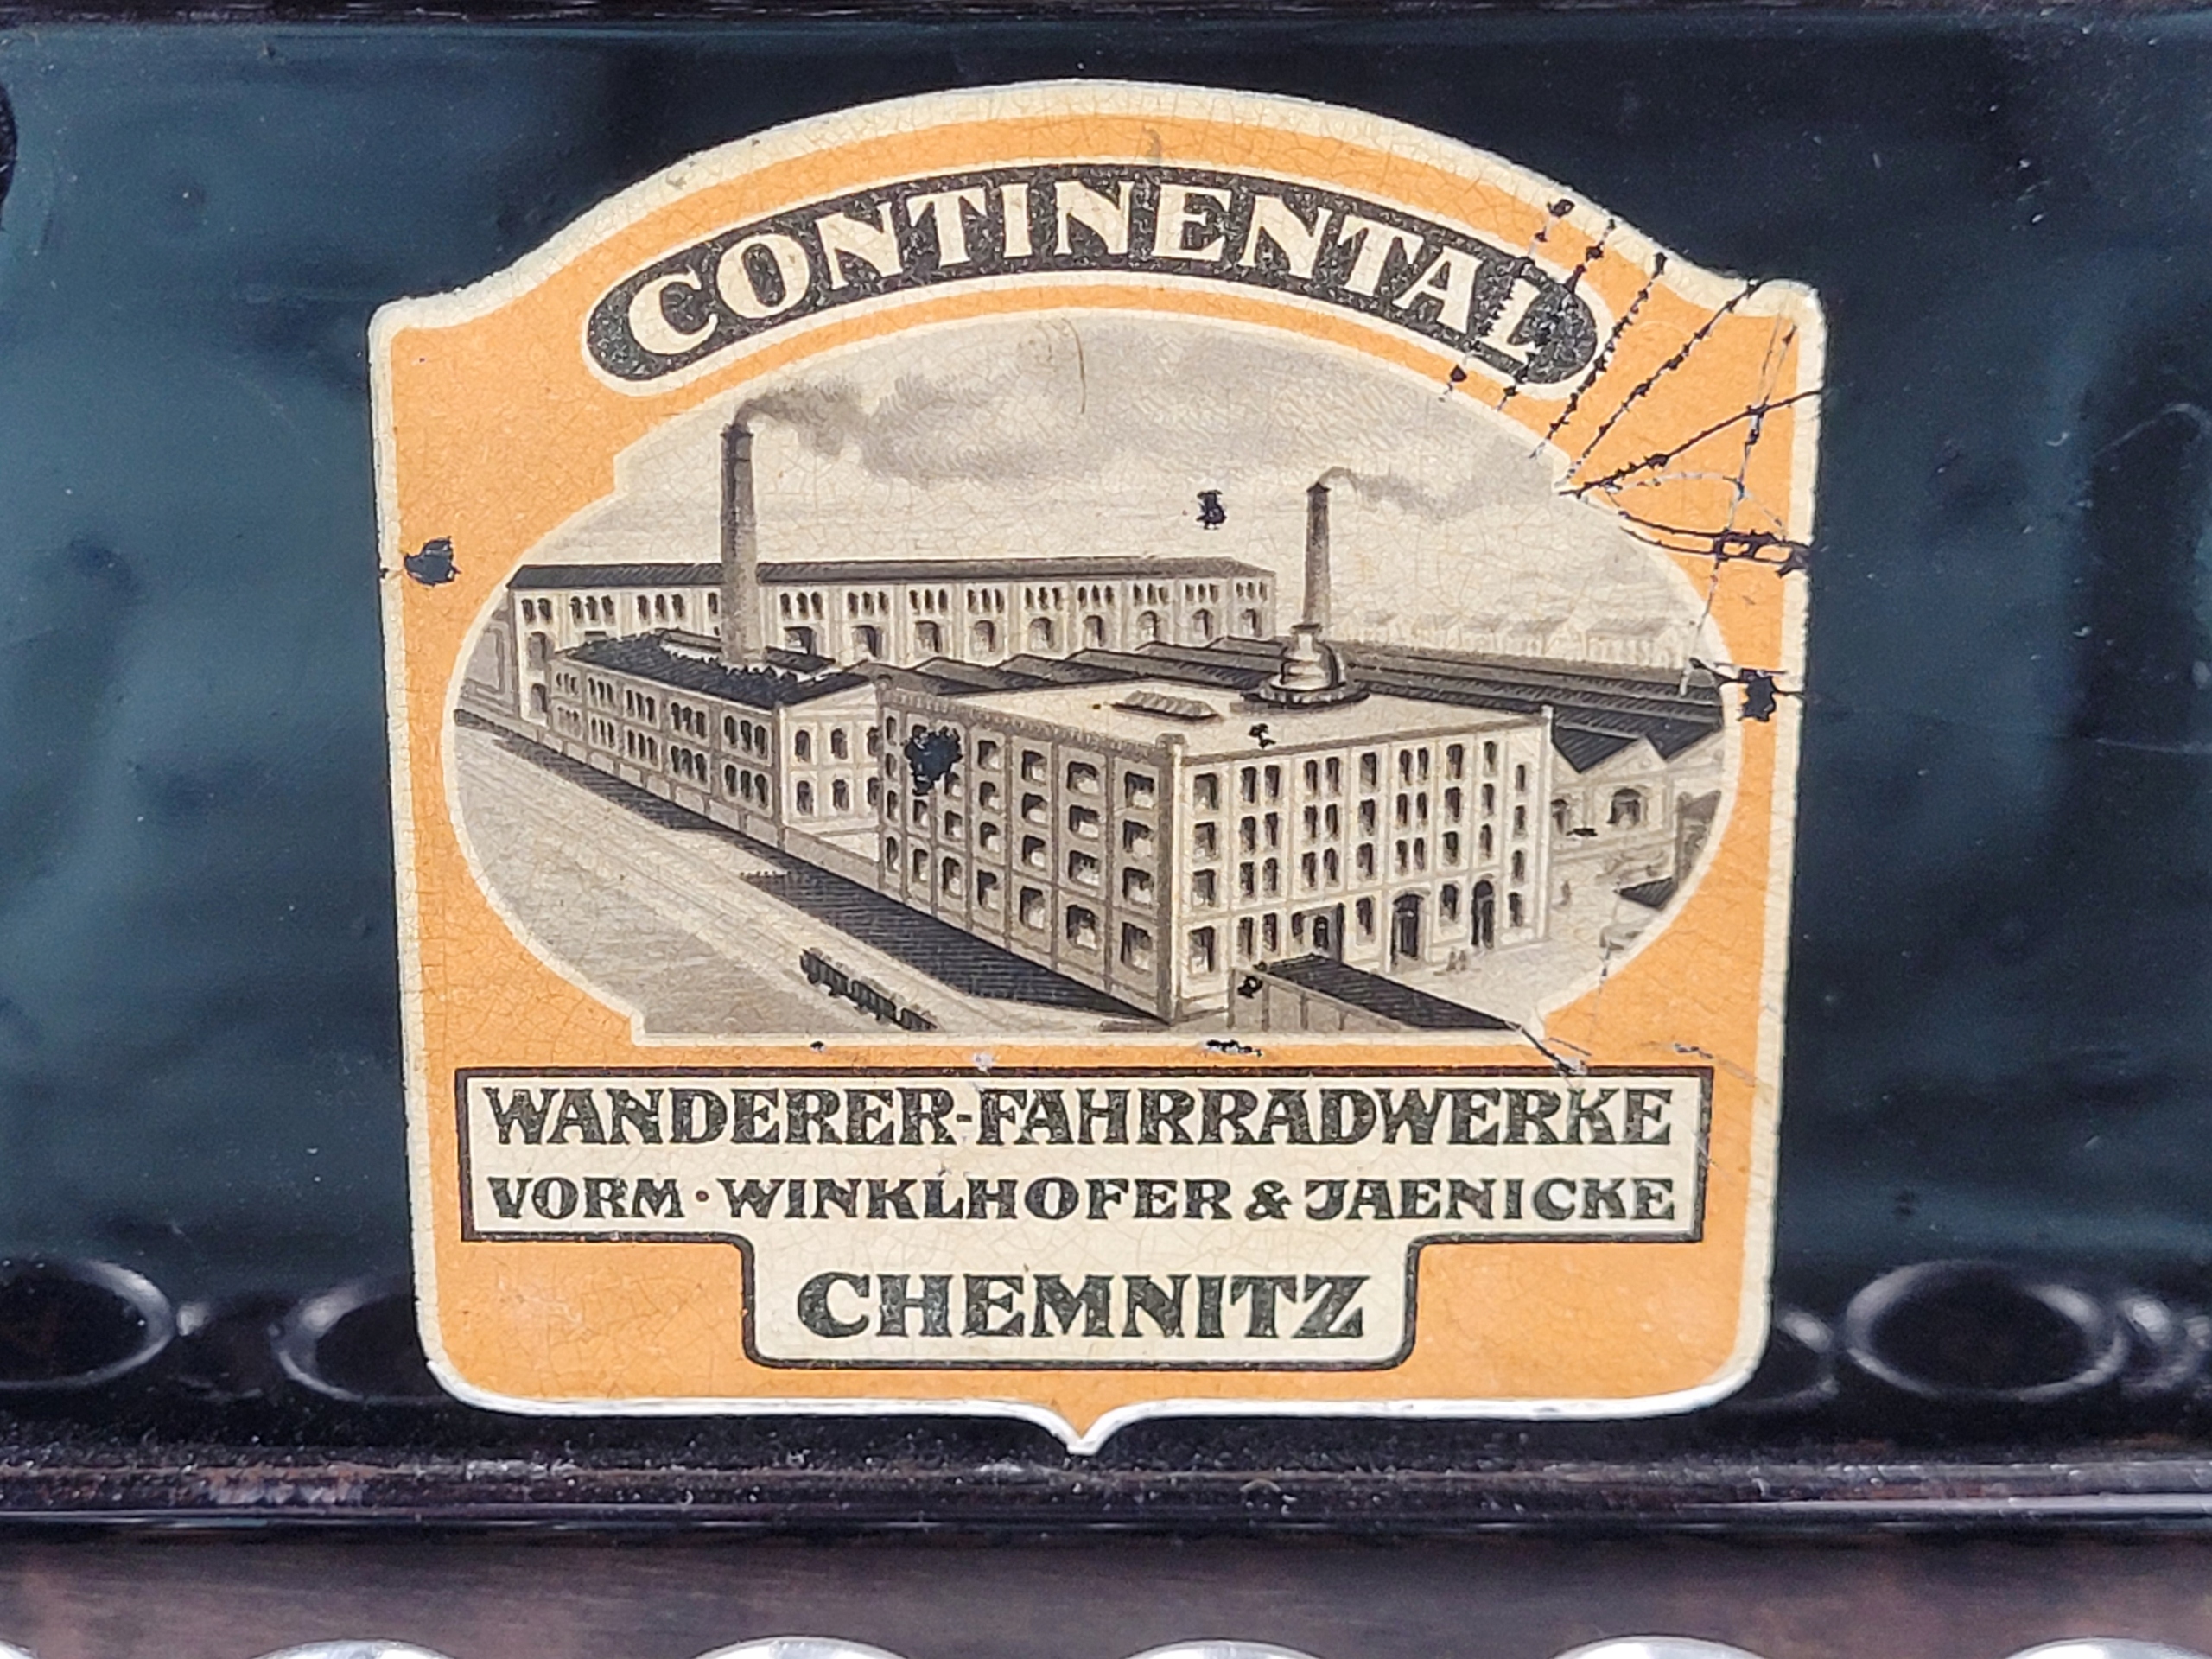 CONTINENTAL
WANDERER-FAHRRADWERKE
VORM·WINKLHOFER & JAENICKE
CHEMNITZ